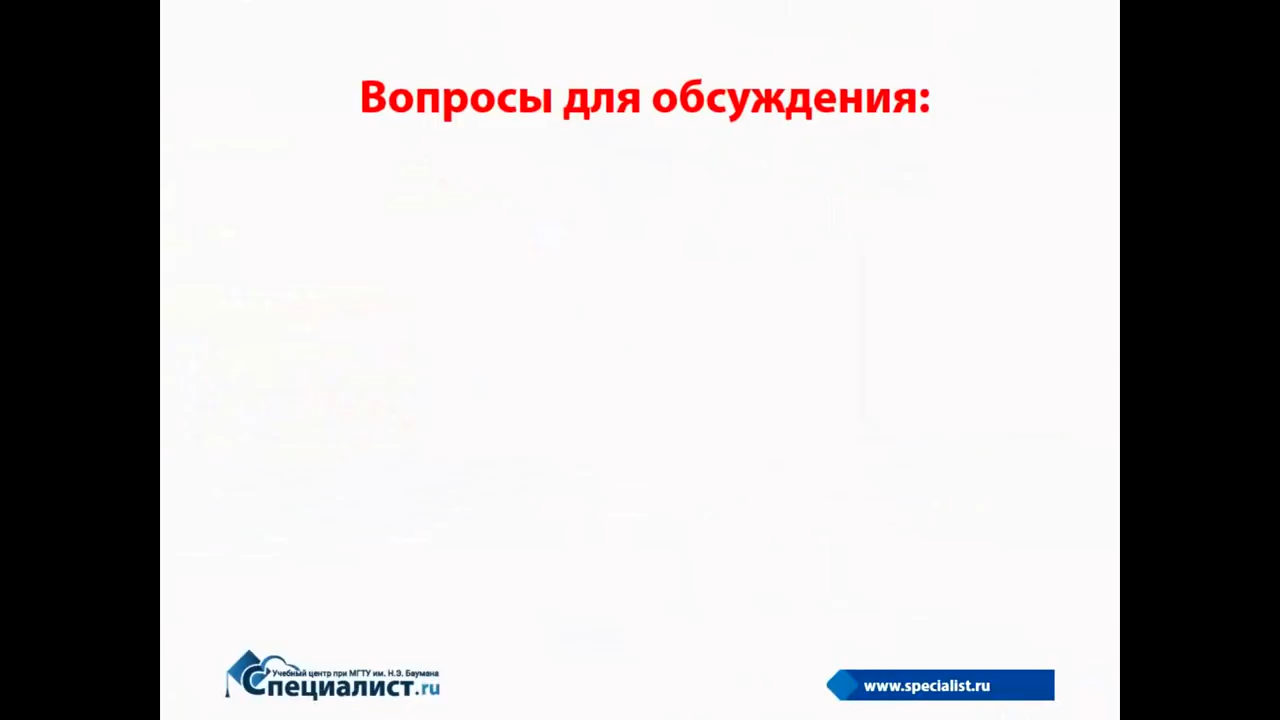 Вопросы для обсуждения:
Учебный центр при МГТУ им. Н.Э. Баумана
Специалист.ru
www.specialist.ru